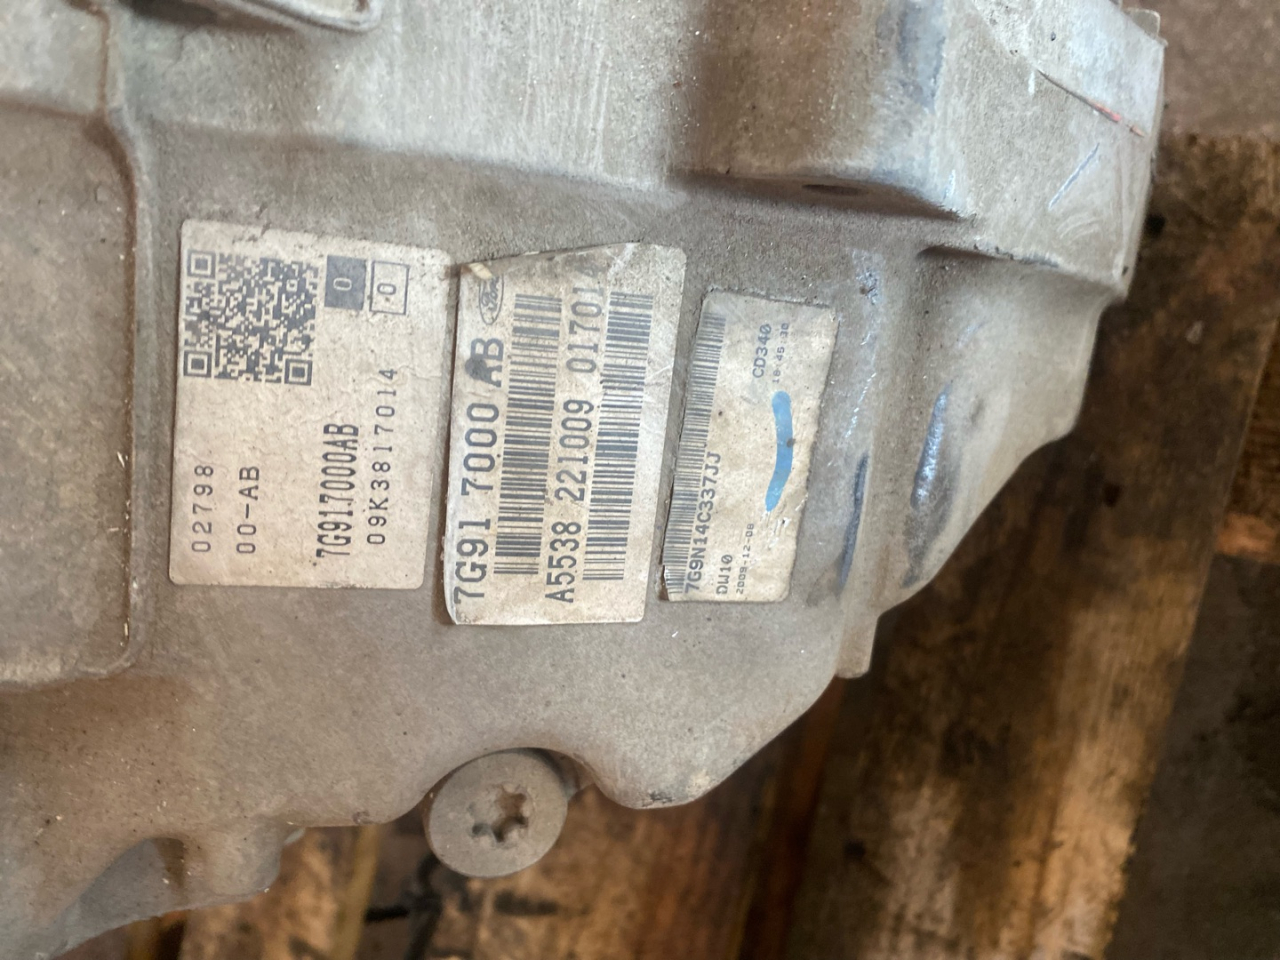 0
0
02798
00-AB
7G917000AB
09K3817014
Ford
7G91 7000 AB
A5538 221009 01701
7G9N14C337JJ
CD340
DW10
2009-12-08